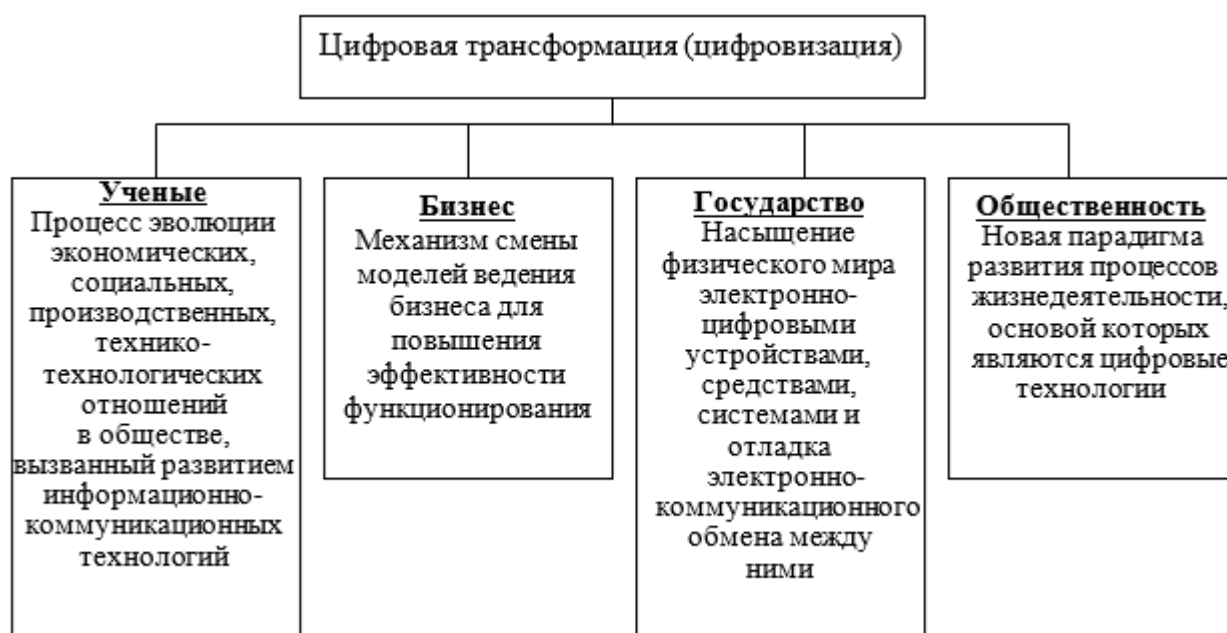 Цифровая трансформация (цифровизация)
Ученые
Процесс эволюции
экономических,
социальных,
производственных,
технико-
технологических
отношений
в обществе,
вызванный развитием
информационно-
коммуникационных
технологий
Бизнес
Механизм смены
моделей ведения
бизнеса для
повышения
эффективности
функционирования
Государство
Насыщение
физического мира
электронно-
цифровыми
устройствами,
средствами,
системами и
отладка
электронно-
коммуникационного
обмена между
ними
Общественность
Новая парадигма
развития процессов
жизнедеятельности,
основой которых
являются цифровые
технологии